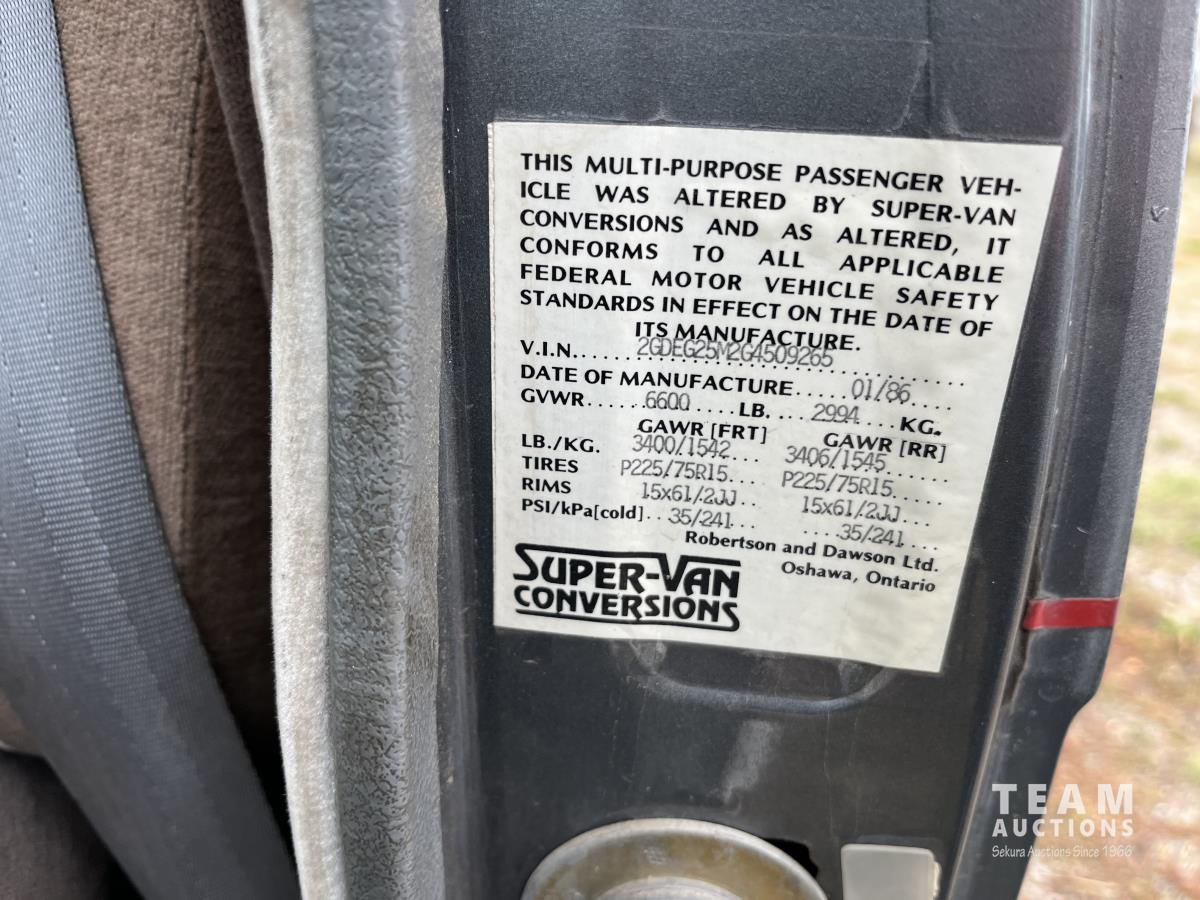 THIS MULTI-PURPOSE PASSENGER VEH-
ICLE WAS ALTERED BY SUPER-VAN
CONVERSIONS AND AS ALTERED, IT
CONFORMS TO ALL APPLICABLE
FEDERAL MOTOR VEHICLE SAFETY
STANDARDS IN EFFECT ON THE DATE OF
ITS MANUFACTURE.
V.I.N. 2GDEG25M2G4509265
DATE OF MANUFACTURE 01/86
GVWR 6600 LB. 2994 KG.
GAWR [FRT] GAWR [RR]
LB./KG. 3400/1542 3406/1545
TIRES P225/75R15 P225/75R15
RIMS 15x61/2JJ 15x61/2JJ
PSI/kPa[cold] 35/241 35/241
Robertson and Dawson Ltd.
Oshawa, Ontario
SUPER-VAN
CONVERSIONS
TEAM
AUCTIONS
Sekura Auctions Since 1966